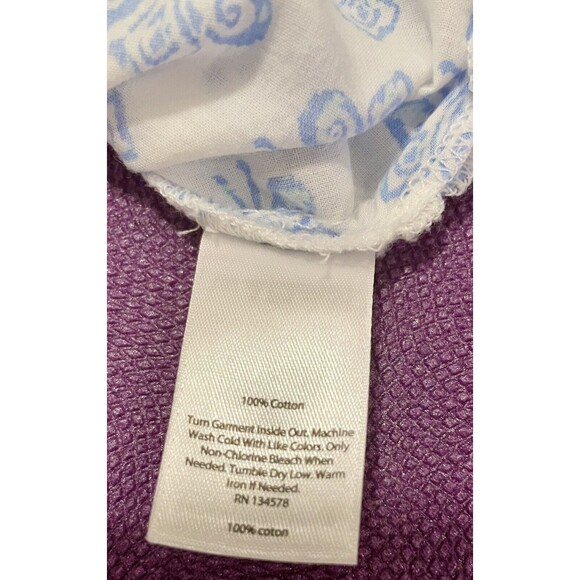 100% Cotton
Turn Garment Inside Out. Machine
Wash Cold With Like Colors. Only
Non-Chlorine Bleach When
Needed. Tumble Dry Low. Warm
Iron If Needed.
RN 134578
100% coton